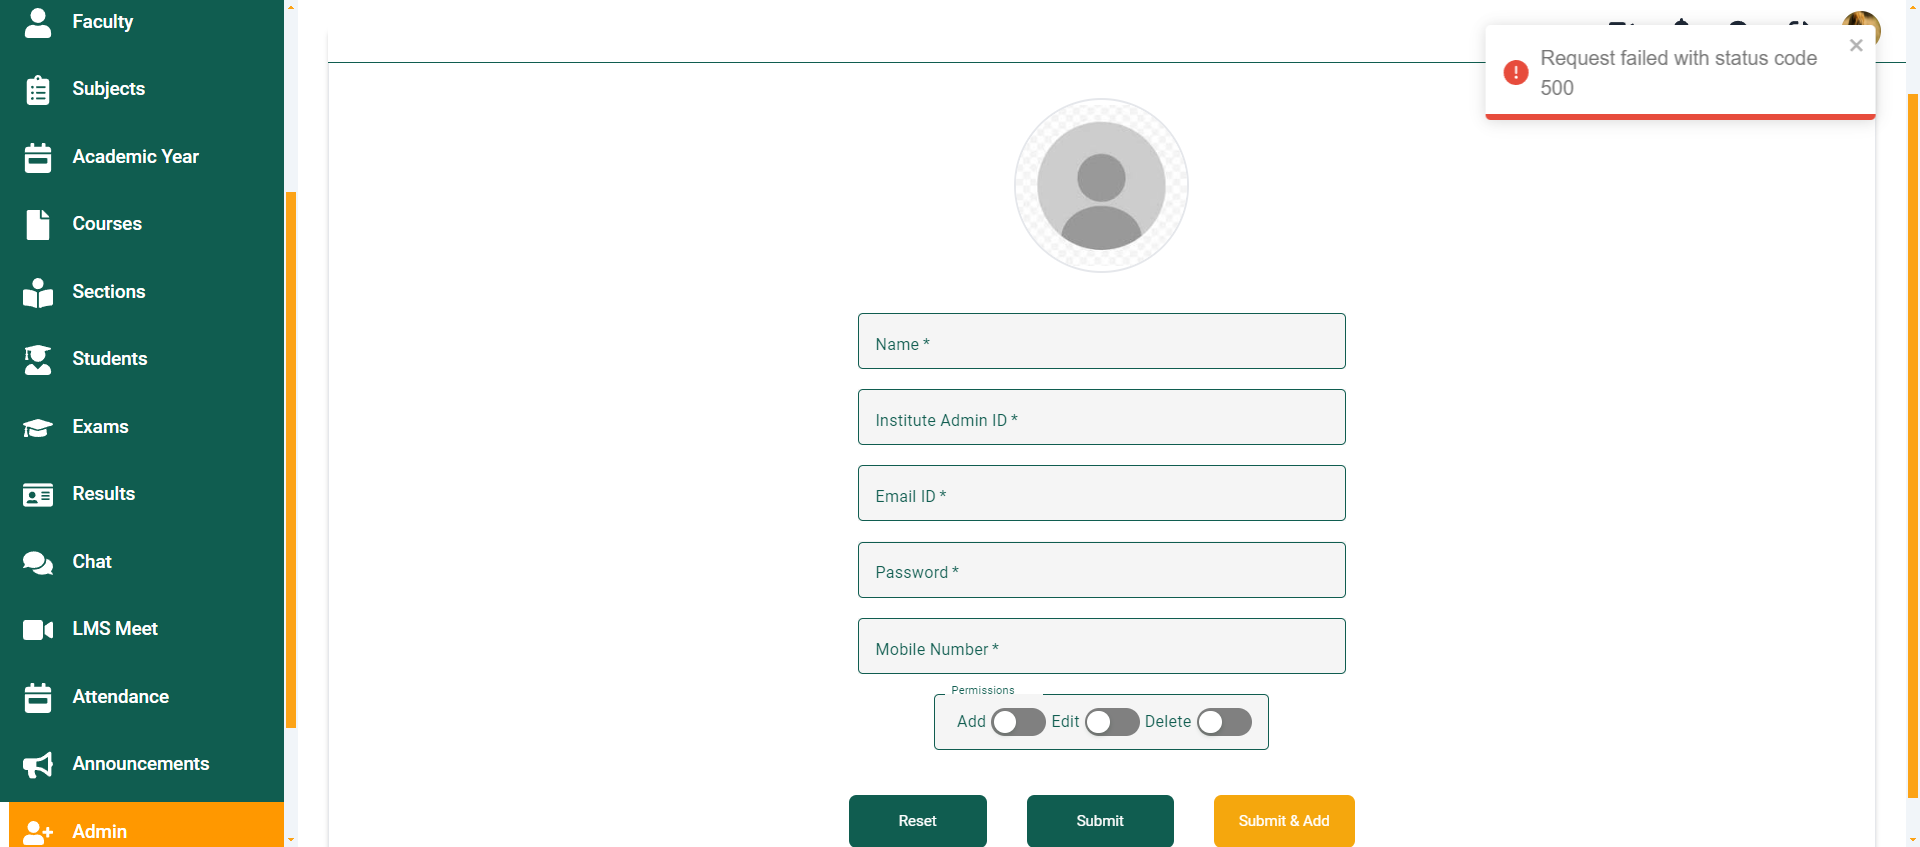 Faculty
Subjects
Academic Year
Courses
Sections
Students
Exams
Results
Chat
LMS Meet
Attendance
Announcements
Admin
Request failed with status code
500
Name *
Institute Admin ID *
Email ID *
Password *
Mobile Number *
Permissions
Add Edit Delete
Reset Submit Submit & Add